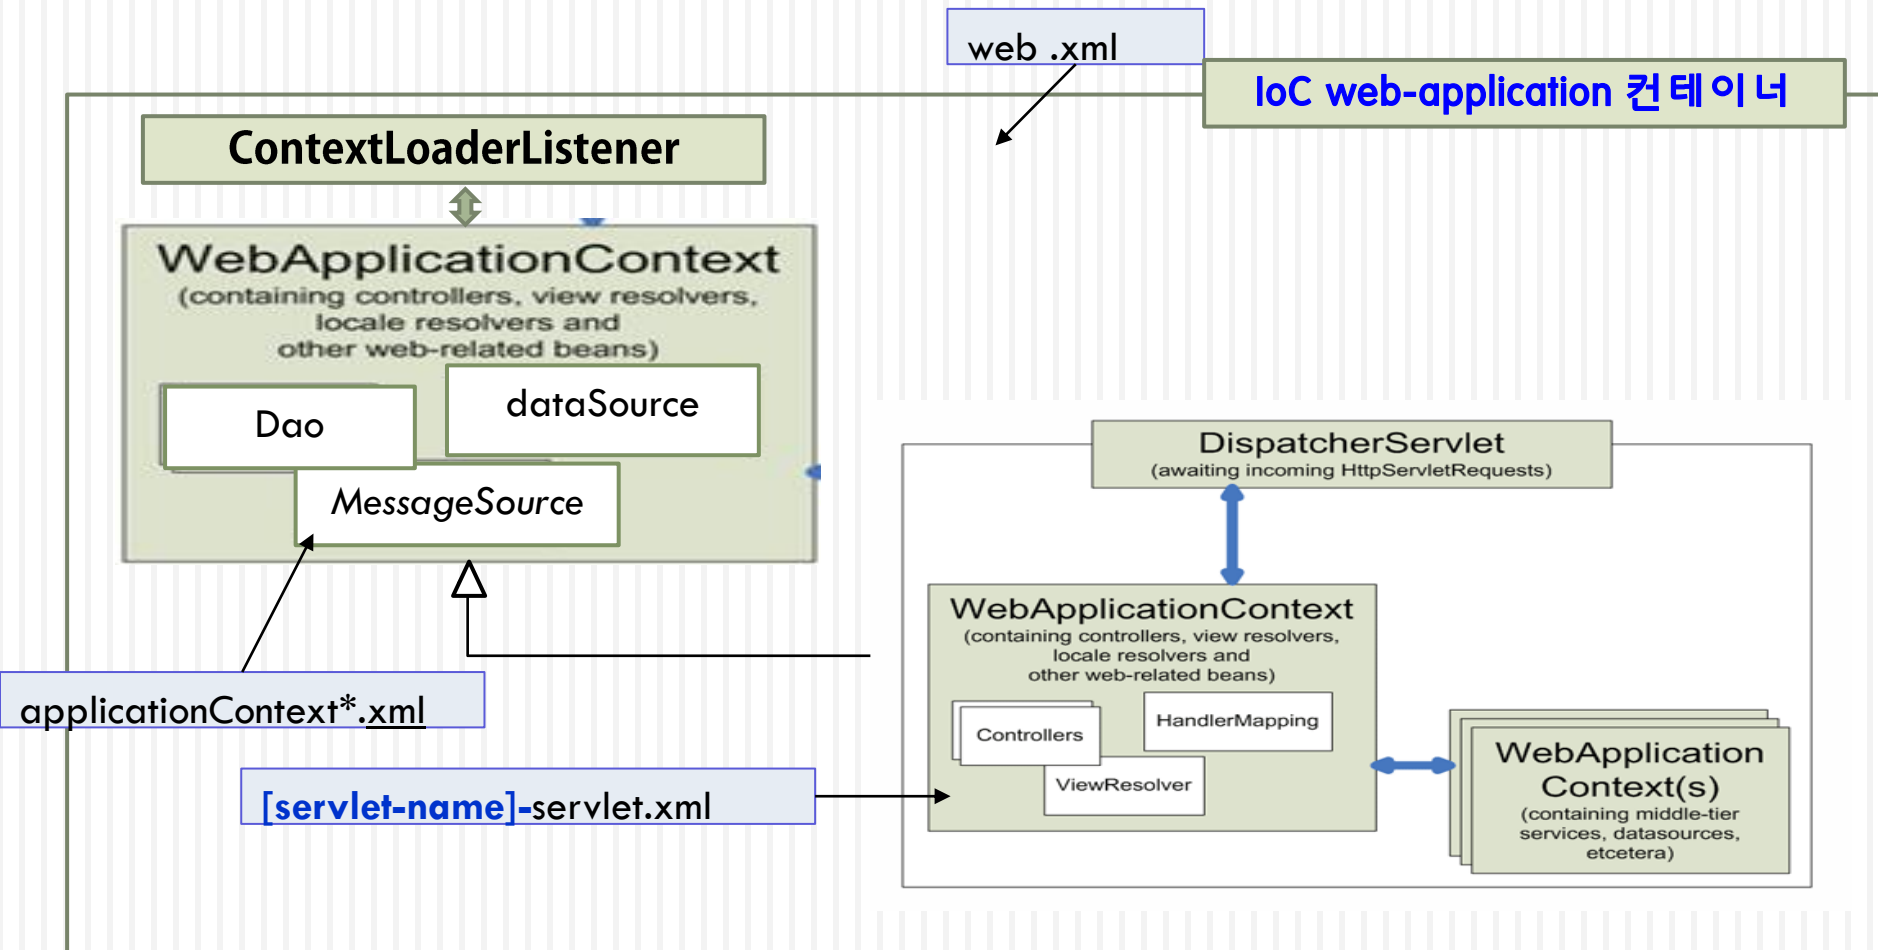 web .xml
IoC web-application 컨테이너
ContextLoaderListener
WebApplicationContext
(containing controllers, view resolvers,
locale resolvers and
other web-related beans)
Dao
dataSource
MessageSource
applicationContext*.xml
[servlet-name]-servlet.xml
DispatcherServlet
(awaiting incoming HttpServletRequests)
WebApplicationContext
(containing controllers, view resolvers,
locale resolvers and
other web-related beans)
Controllers
HandlerMapping
ViewResolver
WebApplication
Context(s)
(containing middle-tier
services, datasources,
etcetera)